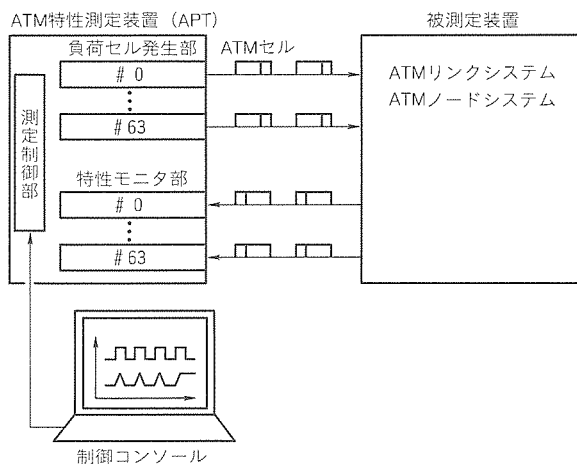 ATM特性測定装置（APT）
被測定装置
負荷セル発生部
ATMセル
# 0
# 63
ATMリンクシステム
ATMノードシステム
測定制御部
特性モニタ部
# 0
# 63
制御コンソール